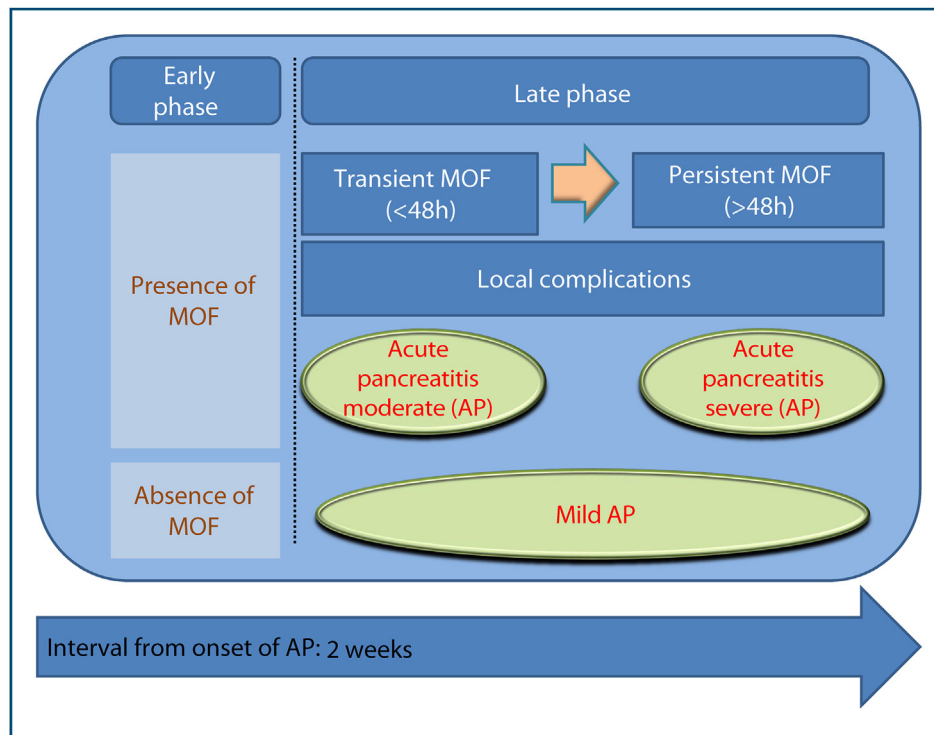 Early
phase
Late phase
Transient MOF
(<48h)
Persistent MOF
(>48h)
Presence of
MOF
Local complications
Acute
pancreatitis
moderate (AP)
Acute
pancreatitis
severe (AP)
Absence of
MOF
Mild AP
Interval from onset of AP: 2 weeks